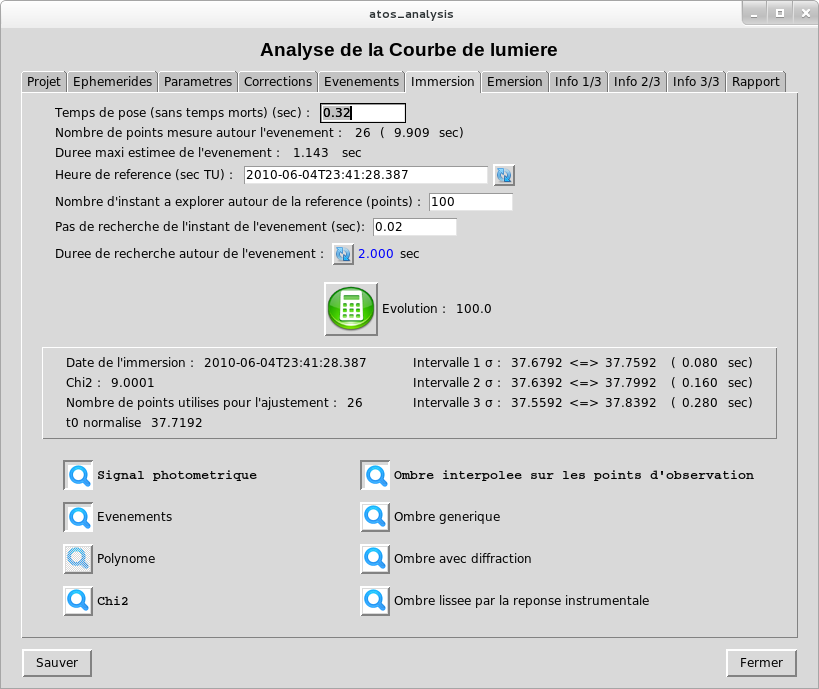 atos_analysis
Analyse de la Courbe de lumiere
Projet Ephemerides Parametres Corrections Evenements Immersion Emersion Info 1/3 Info 2/3 Info 3/3 Rapport
Temps de pose (sans temps morts) (sec) : 0.32
Nombre de points mesure autour l'evenement : 26 ( 9.909 sec)
Duree maxi estimee de l'evenement : 1.143 sec
Heure de reference (sec TU) : 2010-06-04T23:41:28.387
Nombre d'instant a explorer autour de la reference (points) : 100
Pas de recherche de l'instant de l'evenement (sec): 0.02
Duree de recherche autour de l'evenement : 2.000 sec
Evolution : 100.0
Date de l'immersion : 2010-06-04T23:41:28.387 Intervalle 1 σ : 37.6792 <=> 37.7592 ( 0.080 sec)
Chi2 : 9.0001 Intervalle 2 σ : 37.6392 <=> 37.7992 ( 0.160 sec)
Nombre de points utilises pour l'ajustement : 26 Intervalle 3 σ : 37.5592 <=> 37.8392 ( 0.280 sec)
t0 normalise 37.7192
Signal photometrique Ombre interpolee sur les points d'observation
Evenements Ombre generique
Polynome Ombre avec diffraction
Chi2 Ombre lissee par la reponse instrumentale
Sauver Fermer